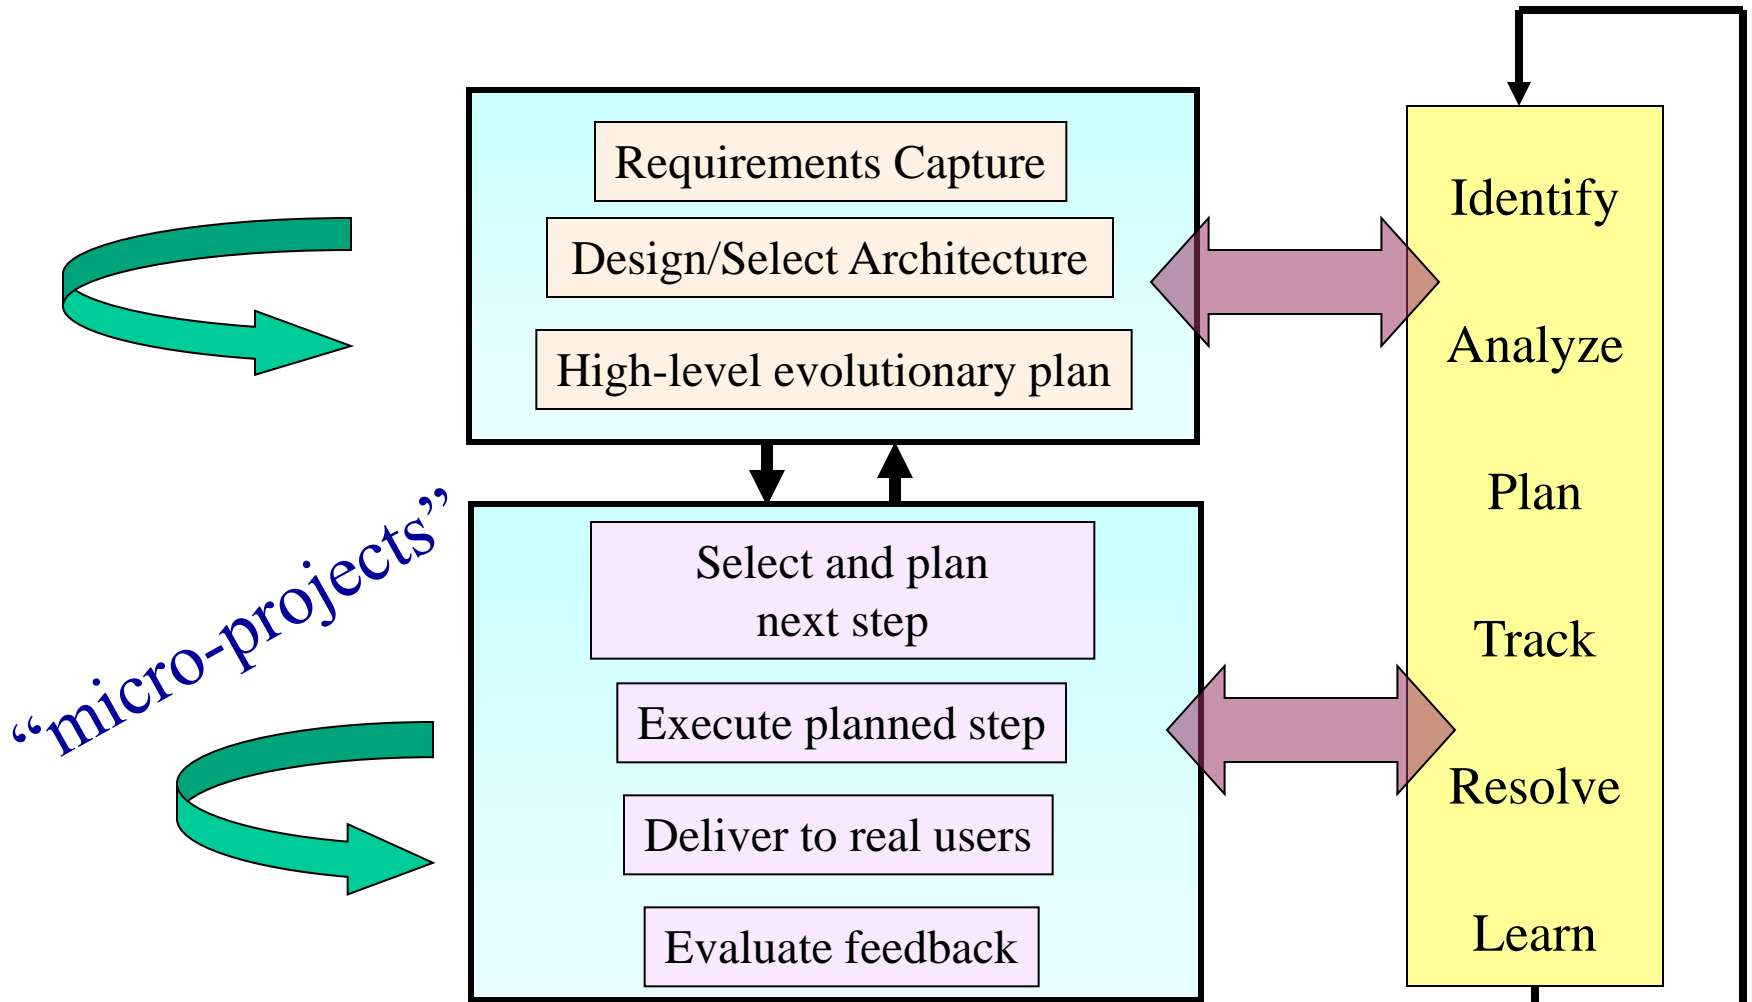 Requirements Capture
Design/Select Architecture
High-level evolutionary plan
“micro-projects”
Select and plan
next step
Execute planned step
Deliver to real users
Evaluate feedback
Identify
Analyze
Plan
Track
Resolve
Learn